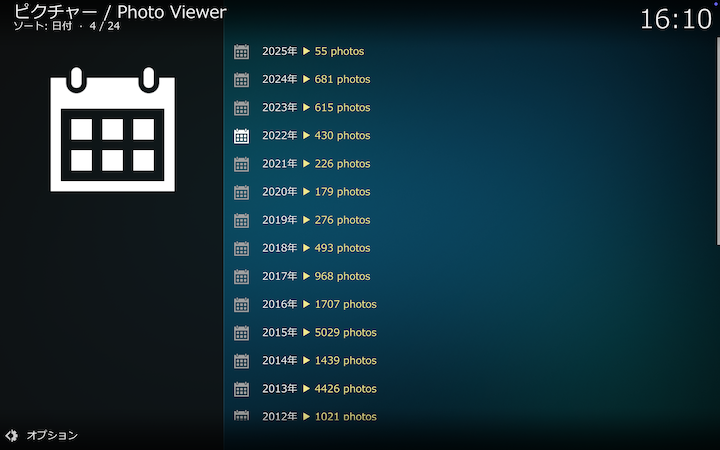 ピクチャー / Photo Viewer
ソート: 日付 · 4 / 24
16:10
2025年 ▶ 55 photos
2024年 ▶ 681 photos
2023年 ▶ 615 photos
2022年 ▶ 430 photos
2021年 ▶ 226 photos
2020年 ▶ 179 photos
2019年 ▶ 276 photos
2018年 ▶ 493 photos
2017年 ▶ 968 photos
2016年 ▶ 1707 photos
2015年 ▶ 5029 photos
2014年 ▶ 1439 photos
2013年 ▶ 4426 photos
2012年 ▶ 1021 photos
オプション